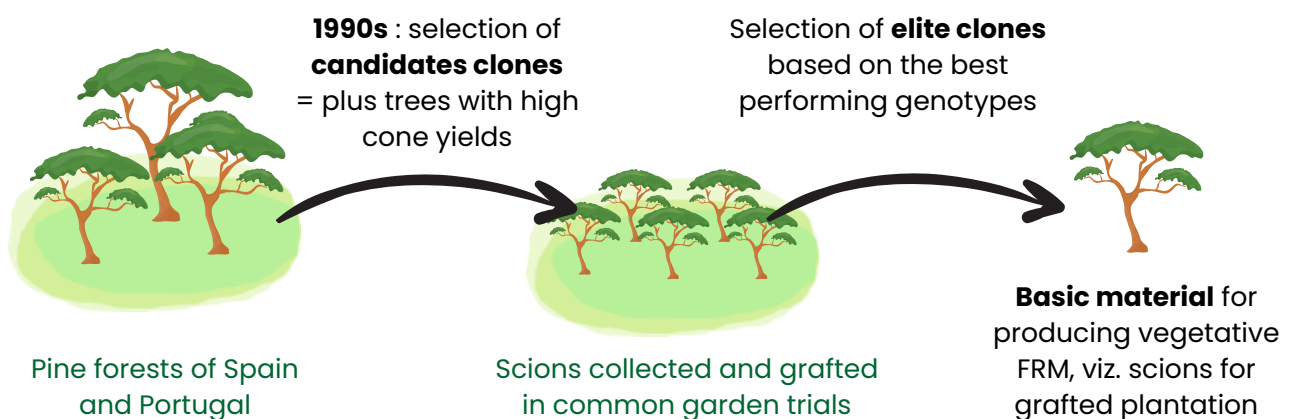 1990s : selection of
candidates clones
= plus trees with high
cone yields
Selection of elite clones
based on the best
performing genotypes
Pine forests of Spain
and Portugal
Scions collected and grafted
in common garden trials
Basic material for
producing vegetative
FRM, viz. scions for
grafted plantation